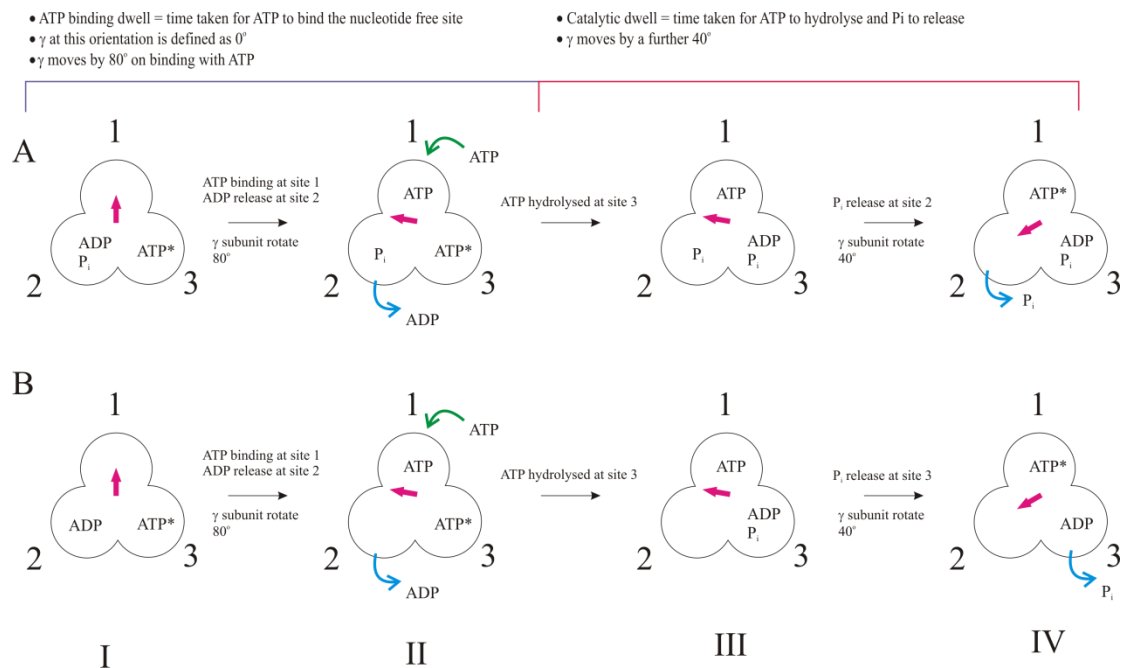 • ATP binding dwell = time taken for ATP to bind the nucleotide free site
• γ at this orientation is defined as 0°
• γ moves by 80° on binding with ATP
• Catalytic dwell = time taken for ATP to hydrolyse and Pi to release
• γ moves by a further 40°
A
1
ADP
Pi
ATP*
2
3
ATP binding at site 1
ADP release at site 2
γ subunit rotate
80°
1
ATP
ATP
Pi
ATP*
2
3
ADP
ATP hydrolysed at site 3
1
ATP
Pi
ADP
Pi
2
3
Pi release at site 2
γ subunit rotate
40°
1
ATP*
ADP
Pi
2
3
Pi
B
1
ADP
ATP*
2
3
ATP binding at site 1
ADP release at site 2
γ subunit rotate
80°
1
ATP
ATP
ATP*
2
3
ADP
ATP hydrolysed at site 3
1
ATP
ADP
Pi
2
3
Pi release at site 3
γ subunit rotate
40°
1
ATP*
ADP
2
3
Pi
I
II
III
IV